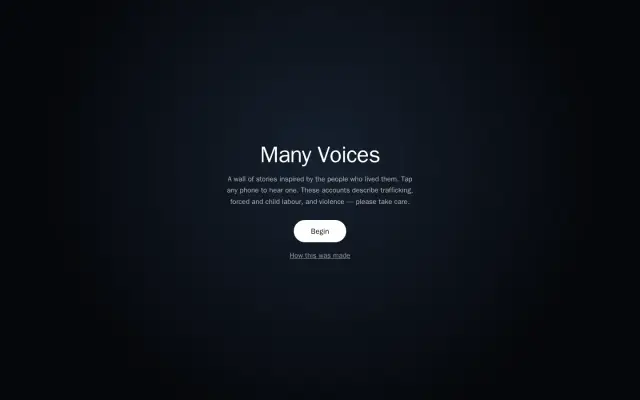 Many Voices
A wall of stories inspired by the people who lived them. Tap
any phone to hear one. These accounts describe trafficking,
forced and child labour, and violence — please take care.
Begin
How this was made